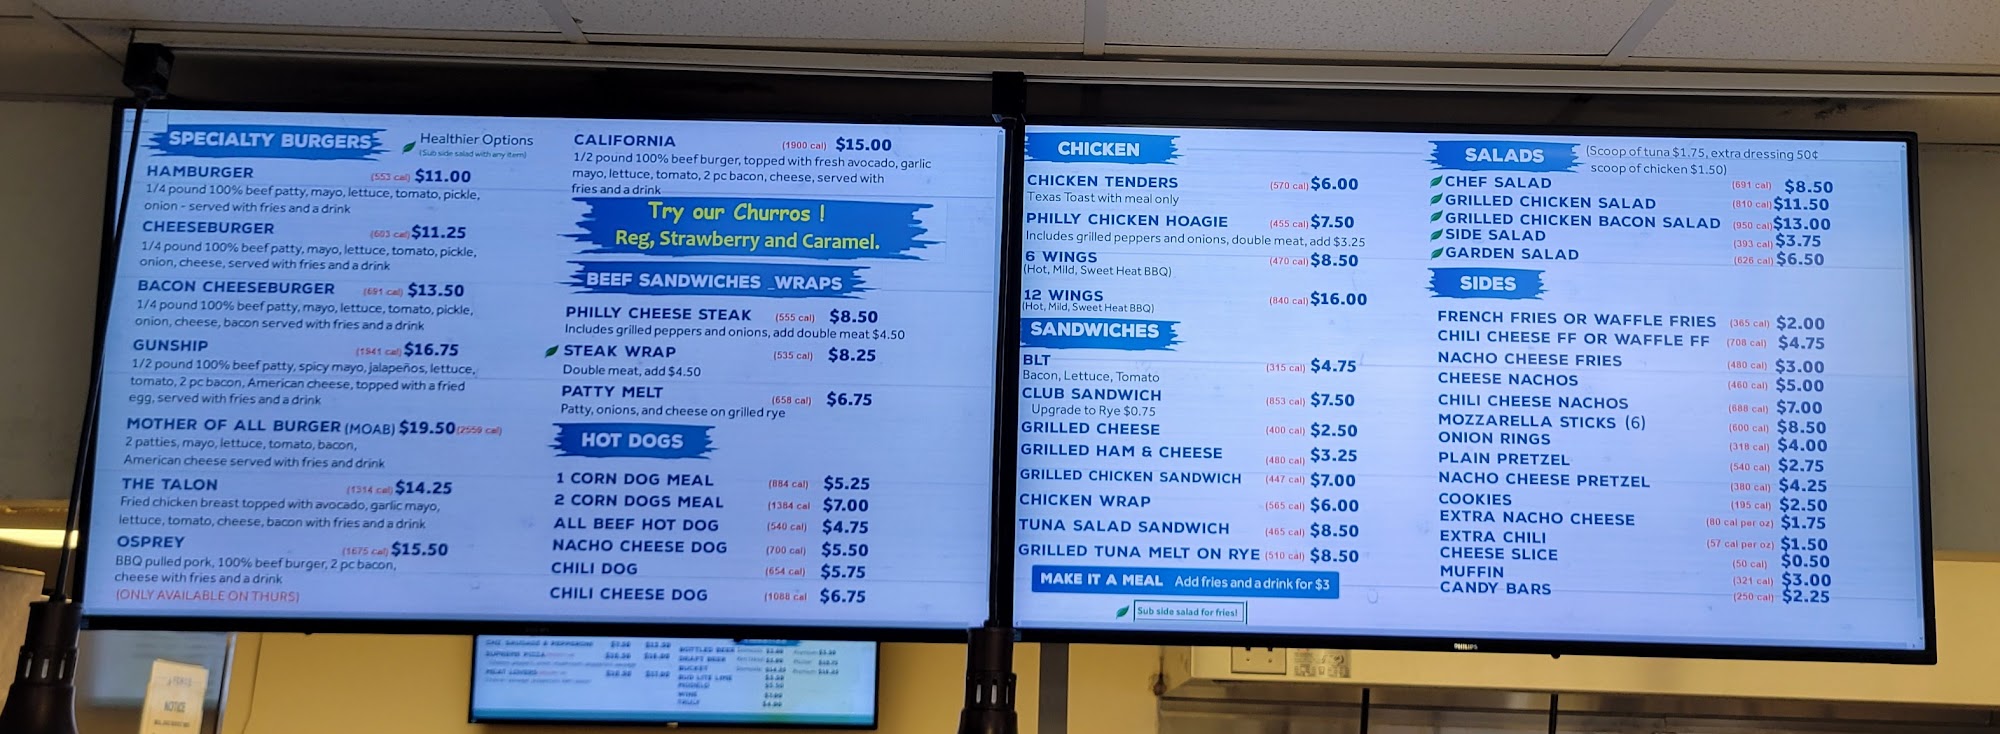 SPECIALTY BURGERS
Healthier Options
(Sub side salad with any item)
HAMBURGER (553 cal) $11.00
1/4 pound 100% beef patty, mayo, lettuce, tomato, pickle,
onion - served with fries and a drink
CHEESEBURGER (603 cal) $11.25
1/4 pound 100% beef patty, mayo, lettuce, tomato, pickle,
onion, cheese, served with fries and a drink
BACON CHEESEBURGER (691 cal) $13.50
1/4 pound 100% beef patty, mayo, lettuce, tomato, pickle,
onion, cheese, bacon served with fries and a drink
GUNSHIP (1941 cal) $16.75
1/2 pound 100% beef patty, spicy mayo, jalapeños, lettuce,
tomato, 2 pc bacon, American cheese, topped with a fried
egg, served with fries and a drink
MOTHER OF ALL BURGER (MOAB) $19.50 (2559 cal)
2 patties, mayo, lettuce, tomato, bacon,
American cheese served with fries and drink
THE TALON (1314 cal) $14.25
Fried chicken breast topped with avocado, garlic mayo,
lettuce, tomato, cheese, bacon with fries and a drink
OSPREY (1675 cal) $15.50
BBQ pulled pork, 100% beef burger, 2 pc bacon,
cheese with fries and a drink
(ONLY AVAILABLE ON THURS)
CALIFORNIA (1900 cal) $15.00
1/2 pound 100% beef burger, topped with fresh avocado, garlic
mayo, lettuce, tomato, 2 pc bacon, cheese, served with
fries and a drink
Try our Churros !
Reg, Strawberry and Caramel.
BEEF SANDWICHES _WRAPS
PHILLY CHEESE STEAK (555 cal) $8.50
Includes grilled peppers and onions, add double meat $4.50
STEAK WRAP (535 cal) $8.25
Double meat, add $4.50
PATTY MELT (658 cal) $6.75
Patty, onions, and cheese on grilled rye
HOT DOGS
1 CORN DOG MEAL (884 cal) $5.25
2 CORN DOGS MEAL (1384 cal $7.00
ALL BEEF HOT DOG (540 cal) $4.75
NACHO CHEESE DOG (700 cal) $5.50
CHILI DOG (654 cal) $5.75
CHILI CHEESE DOG (1088 cal $6.75
CHICKEN
CHICKEN TENDERS (570 cal) $6.00
Texas Toast with meal only
PHILLY CHICKEN HOAGIE (455 cal) $7.50
Includes grilled peppers and onions, double meat, add $3.25
6 WINGS (470 cal) $8.50
(Hot, Mild, Sweet Heat BBQ)
12 WINGS (840 cal) $16.00
(Hot, Mild, Sweet Heat BBQ)
SANDWICHES
BLT (315 cal) $4.75
Bacon, Lettuce, Tomato
CLUB SANDWICH (853 cal) $7.50
Upgrade to Rye $0.75
GRILLED CHEESE (400 cal) $2.50
GRILLED HAM & CHEESE (480 cal) $3.25
GRILLED CHICKEN SANDWICH (447 cal) $7.00
CHICKEN WRAP (565 cal) $6.00
TUNA SALAD SANDWICH (465 cal) $8.50
GRILLED TUNA MELT ON RYE (510 cal) $8.50
MAKE IT A MEAL Add fries and a drink for $3
Sub side salad for fries!
SALADS (Scoop of tuna $1.75, extra dressing 50¢
scoop of chicken $1.50)
CHEF SALAD (691 cal) $8.50
GRILLED CHICKEN SALAD (810 cal) $11.50
GRILLED CHICKEN BACON SALAD (950 cal) $13.00
SIDE SALAD (393 cal) $3.75
GARDEN SALAD (626 cal) $6.50
SIDES
FRENCH FRIES OR WAFFLE FRIES (365 cal) $2.00
CHILI CHEESE FF OR WAFFLE FF (708 cal) $4.75
NACHO CHEESE FRIES (480 cal) $3.00
CHEESE NACHOS (460 cal) $5.00
CHILI CHEESE NACHOS (688 cal) $7.00
MOZZARELLA STICKS (6) (600 cal) $8.50
ONION RINGS (318 cal) $4.00
PLAIN PRETZEL (540 cal) $2.75
NACHO CHEESE PRETZEL (380 cal) $4.25
COOKIES (195 cal) $2.50
EXTRA NACHO CHEESE (80 cal per oz) $1.75
EXTRA CHILI (57 cal per oz) $1.50
CHEESE SLICE (50 cal) $0.50
MUFFIN (321 cal) $3.00
CANDY BARS (250 cal) $2.25
PHILIPS
NOTICE